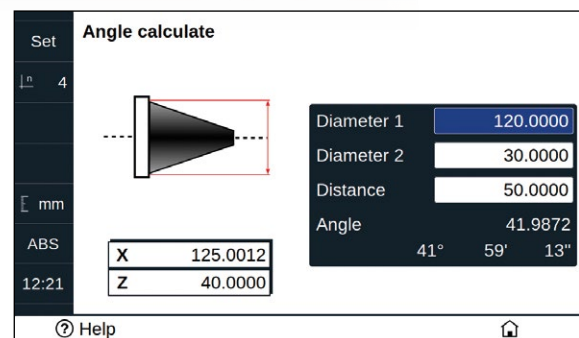 Set
Angle calculate
n 4
Diameter 1 120.0000
Diameter 2 30.0000
Distance 50.0000
Angle 41.9872
41° 59' 13"
mm
ABS
12:21
X 125.0012
Z 40.0000
? Help